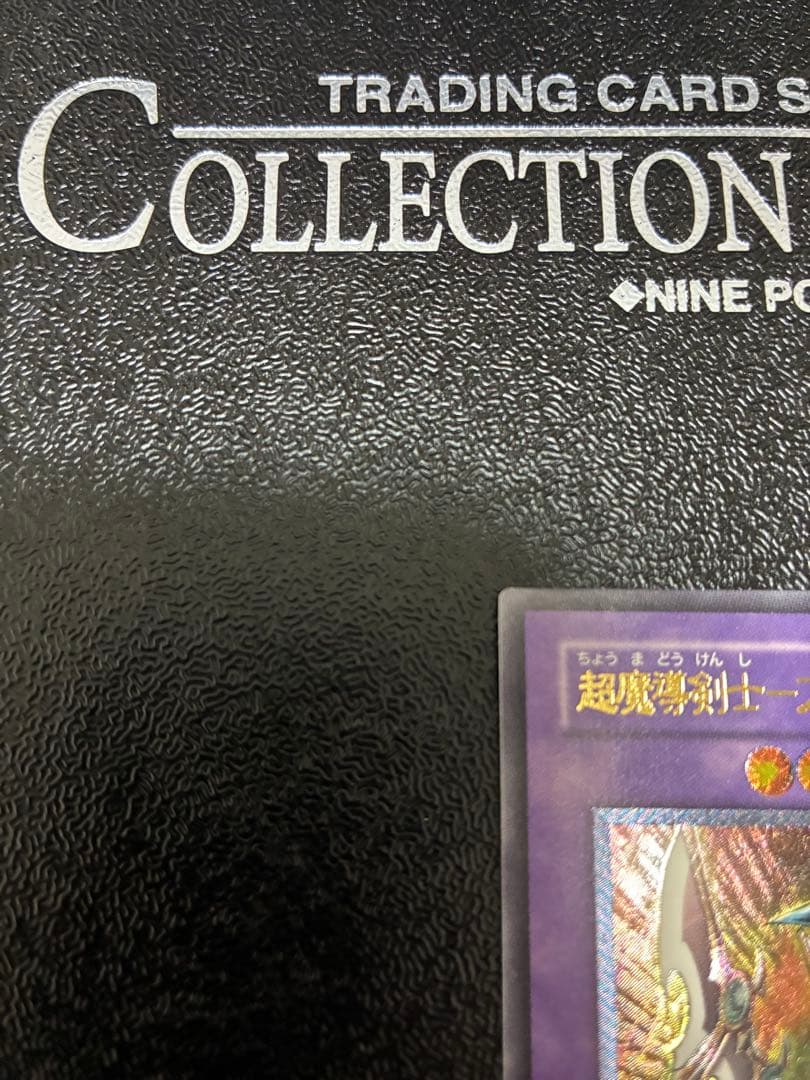 TRADING CARD S
COLLECTION
◆NINE PO
ちょう ま どう けん し
超魔導剣士－